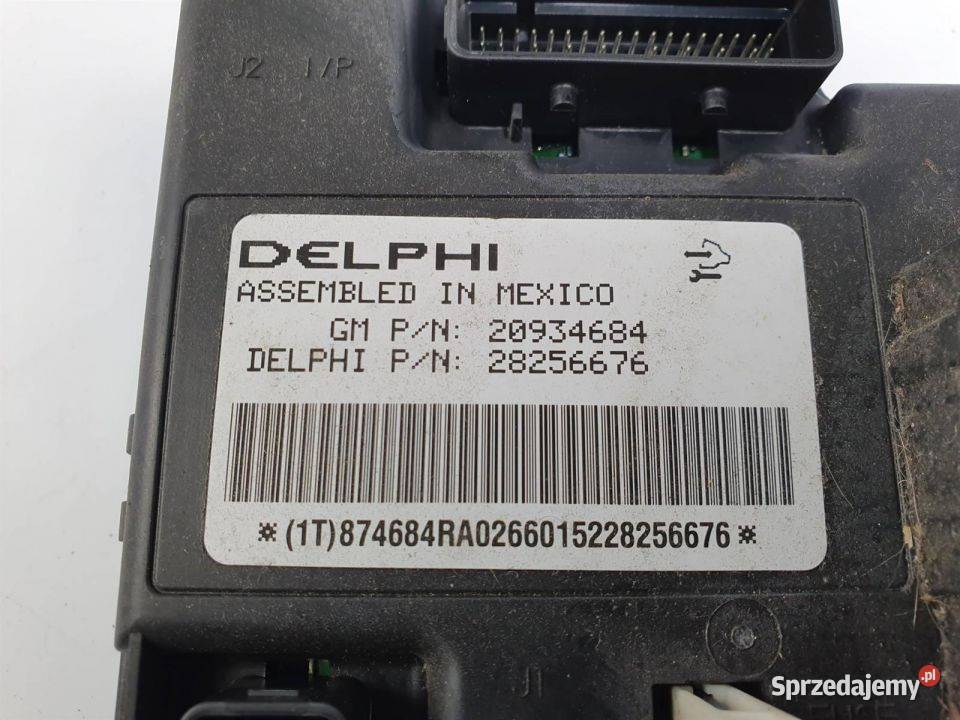 J2 I/P
DELPHI
ASSEMBLED IN MEXICO
GM P/N: 20934684
DELPHI P/N: 28256676
*(1T)874684RA0266015228256676*
J1
Sprzedajemy.pl